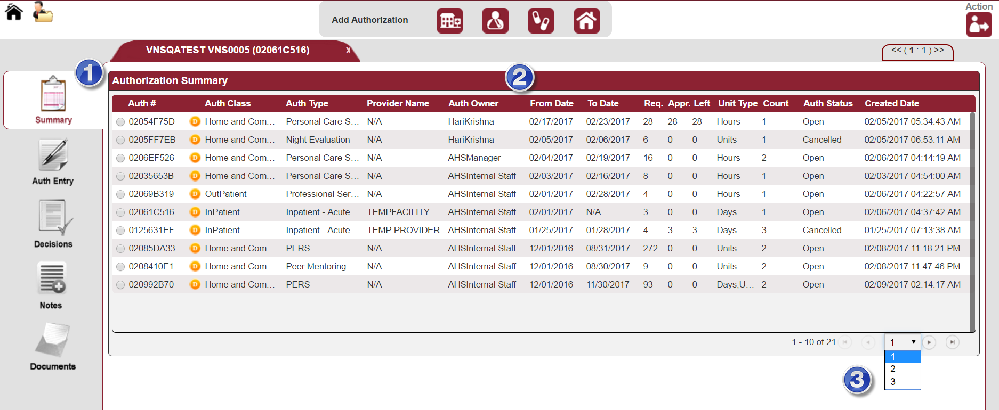 Action
Add Authorization
VNSQATEST VNS0005 (02061C516) x
<< ( 1 : 1 ) >>
1
2
Authorization Summary
Summary
Auth Entry
Decisions
Notes
Documents
Auth # Auth Class Auth Type Provider Name Auth Owner From Date To Date Req. Appr. Left Unit Type Count Auth Status Created Date
02054F75D D Home and Com... Personal Care S... N/A HariKrishna 02/17/2017 02/23/2017 28 28 28 Hours 1 Open 02/05/2017 05:34:43 AM
0205FF7EB D Home and Com... Night Evaluation N/A HariKrishna 02/05/2017 02/06/2017 6 0 0 Units 1 Cancelled 02/05/2017 06:53:11 AM
0206EF526 D Home and Com... Personal Care S... N/A AHSManager 02/04/2017 02/19/2017 16 0 0 Hours 2 Open 02/06/2017 04:14:19 AM
02035653B D Home and Com... Personal Care S... N/A AHSInternal Staff 02/03/2017 02/16/2017 8 0 0 Hours 1 Open 02/03/2017 04:54:00 AM
02069B319 D OutPatient Professional Ser... N/A AHSInternal Staff 02/01/2017 02/28/2017 4 0 0 Hours 1 Open 02/06/2017 04:22:57 AM
02061C516 D InPatient Inpatient - Acute TEMPFACILITY AHSInternal Staff 02/01/2017 N/A 3 0 0 Days 1 Open 02/06/2017 04:37:42 AM
0125631EF D InPatient Inpatient - Acute TEMP PROVIDER AHSInternal Staff 01/25/2017 01/28/2017 4 3 3 Days 3 Cancelled 01/25/2017 07:13:38 AM
02085DA33 D Home and Com... PERS N/A AHSInternal Staff 12/01/2016 08/31/2017 272 0 0 Units 2 Open 02/08/2017 11:18:21 PM
0208410E1 D Home and Com... Peer Mentoring N/A AHSInternal Staff 12/01/2016 08/30/2017 9 0 0 Units 2 Open 02/08/2017 11:47:46 PM
020992B70 D Home and Com... PERS N/A AHSInternal Staff 12/01/2016 11/30/2017 93 0 0 Days,U... 2 Open 02/09/2017 02:14:17 AM
1 - 10 of 21 1
1
2
3
3